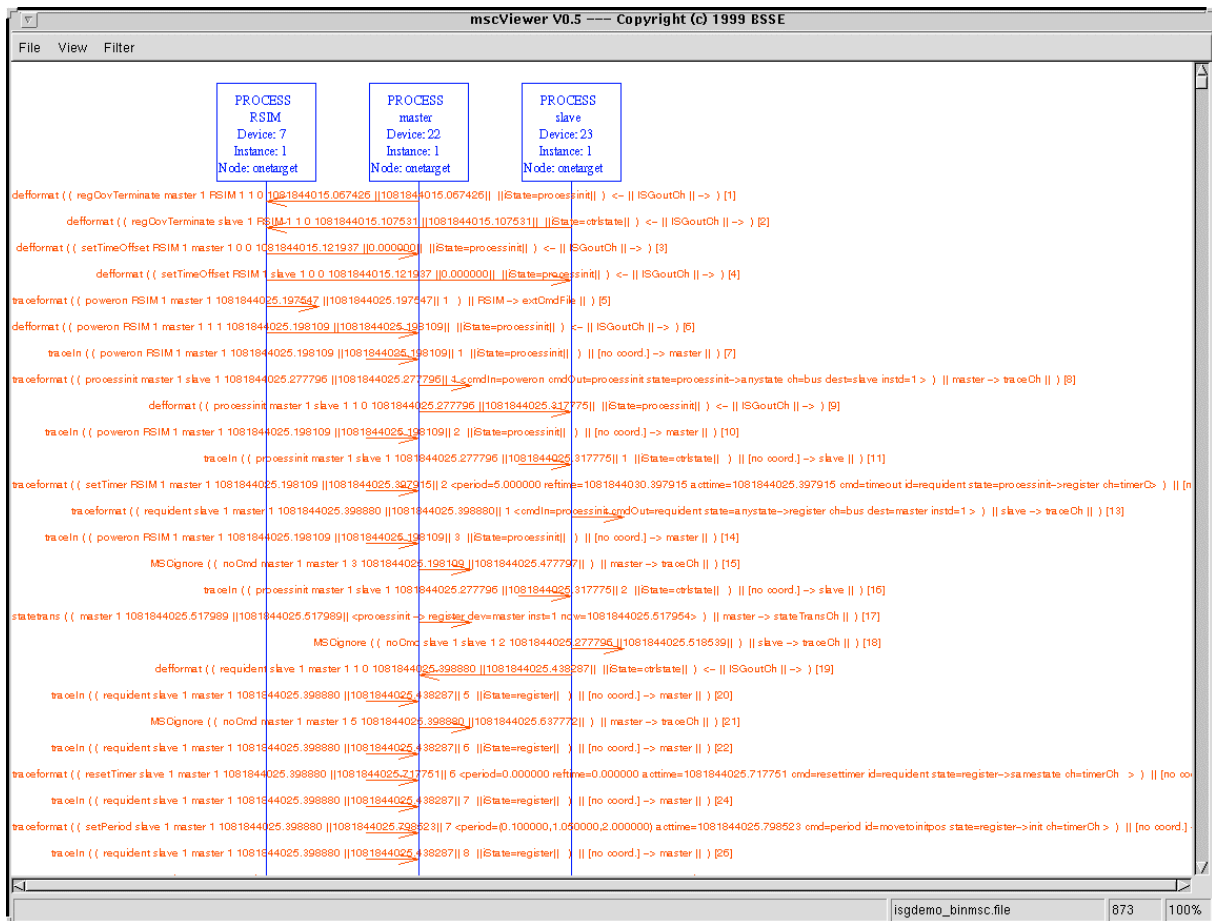 mscViewer V0.5 --- Copyright (c) 1999 BSSE
File View Filter
PROCESS PROCESS PROCESS
RSIM master slave
Device: 7 Device: 22 Device: 23
Instance: 1 Instance: 1 Instance: 1
Node: onetarget Node: onetarget Node: onetarget
defformat (( regCovTerminate master 1 RSIM 1 1 0 1081844015.067426 ||1081844015.067426|| ||iState=processinit|| ) <- || ISGoutCh || -> ) [1]
defformat (( regCovTerminate slave 1 RSIM 1 1 0 1081844015.107531 ||1081844015.107531|| ||iState=ctrlstate|| ) <- || ISGoutCh || -> ) [2]
defformat (( setTimeOffset RSIM 1 master 1 0 0 1081844015.121937 ||0.000000|| ||iState=processinit|| ) <- || ISGoutCh || -> ) [3]
defformat (( setTimeOffset RSIM 1 slave 1 0 0 1081844015.121937 ||0.000000|| ||iState=processinit|| ) <- || ISGoutCh || -> ) [4]
traceformat (( poweron RSIM 1 master 1 1081844025.197547 ||1081844025.197547|| 1 ) || RSIM -> extCmdFile || ) [5]
defformat (( poweron RSIM 1 master 1 1 1 1081844025.198109 ||1081844025.198109|| ||iState=processinit|| ) <- || ISGoutCh || -> ) [6]
traceIn (( poweron RSIM 1 master 1 1081844025.198109 ||1081844025.198109|| 1 ||iState=processinit|| ) || [no coord.] -> master || ) [7]
traceformat (( processinit master 1 slave 1 1081844025.277796 ||1081844025.277796|| 1 <cmdIn=poweron cmdOut=processinit state=processinit->anystate ch=bus dest=slave instd=1 > ) || master -> traceCh || ) [8]
defformat (( processinit master 1 slave 1 1 0 1081844025.277796 ||1081844025.317775|| ||iState=processinit|| ) <- || ISGoutCh || -> ) [9]
traceIn (( poweron RSIM 1 master 1 1081844025.198109 ||1081844025.198109|| 2 ||iState=processinit|| ) || [no coord.] -> master || ) [10]
traceIn (( processinit master 1 slave 1 1081844025.277796 ||1081844025.317775|| 1 ||iState=ctrlstate|| ) || [no coord.] -> slave || ) [11]
traceformat (( setTimer RSIM 1 master 1 1081844025.198109 ||1081844025.397915|| 2 <period=5.000000 reftime=1081844030.397915 acttime=1081844025.397915 cmd=timeout id=requident state=processinit->register ch=timerC> ) || [n
traceformat (( requident slave 1 master 1 1081844025.398880 ||1081844025.398880|| 1 <cmdIn=processinit cmdOut=requident state=anystate->register ch=bus dest=master instd=1 > ) || slave -> traceCh || ) [13]
traceIn (( poweron RSIM 1 master 1 1081844025.198109 ||1081844025.198109|| 3 ||iState=processinit|| ) || [no coord.] -> master || ) [14]
MSCignore (( noCmd master 1 master 1 3 1081844025.198109 ||1081844025.477797|| ) || master -> traceCh || ) [15]
traceIn (( processinit master 1 slave 1 1081844025.277796 ||1081844025.317775|| 2 ||iState=ctrlstate|| ) || [no coord.] -> slave || ) [16]
statetrans (( master 1 1081844025.517989 ||1081844025.517989|| <processinit -> register dev=master inst=1 now=1081844025.517954> ) || master -> stateTransCh || ) [17]
MSCignore (( noCmd slave 1 slave 1 2 1081844025.277796 ||1081844025.518539|| ) || slave -> traceCh || ) [18]
defformat (( requident slave 1 master 1 1 0 1081844025.398880 ||1081844025.438287|| ||iState=ctrlstate|| ) <- || ISGoutCh || -> ) [19]
traceIn (( requident slave 1 master 1 1081844025.398880 ||1081844025.438287|| 5 ||iState=register|| ) || [no coord.] -> master || ) [20]
MSCignore (( noCmd master 1 master 1 5 1081844025.398880 ||1081844025.637772|| ) || master -> traceCh || ) [21]
traceIn (( requident slave 1 master 1 1081844025.398880 ||1081844025.438287|| 6 ||iState=register|| ) || [no coord.] -> master || ) [22]
traceformat (( resetTimer slave 1 master 1 1081844025.398880 ||1081844025.717751|| 6 <period=0.000000 reftime=0.000000 acttime=1081844025.717751 cmd=resettimer id=requident state=register->samestate ch=timerCh > ) || [no coo
traceIn (( requident slave 1 master 1 1081844025.398880 ||1081844025.438287|| 7 ||iState=register|| ) || [no coord.] -> master || ) [24]
traceformat (( setPeriod slave 1 master 1 1081844025.398880 ||1081844025.798523|| 7 <period=(0.100000,1.050000,2.000000) acttime=1081844025.798523 cmd=period id=movetoinitpos state=register->init ch=timerCh > ) || [no coord.] -
traceIn (( requident slave 1 master 1 1081844025.398880 ||1081844025.438287|| 8 ||iState=register|| ) || [no coord.] -> master || ) [26]
isgdemo_binmsc.file 873 100%